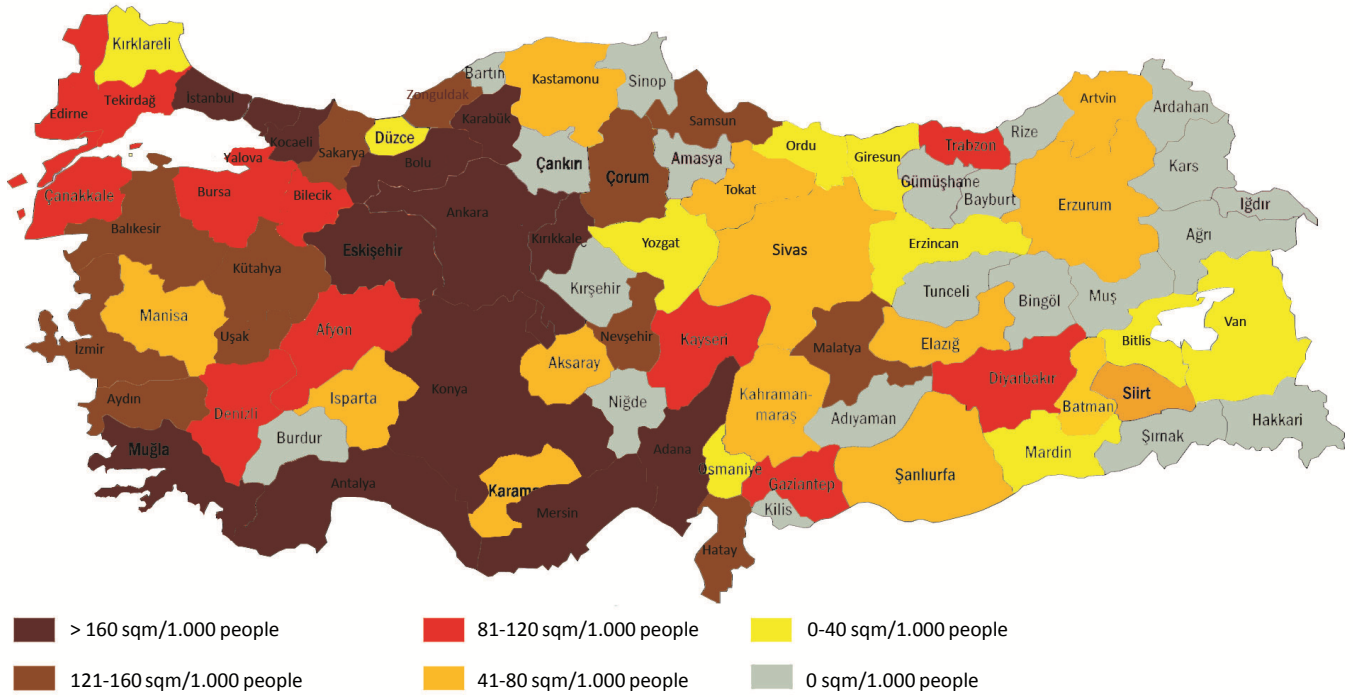 Kırklareli
Edirne
Tekirdağ
İstanbul
Kocaeli
Yalova
Sakarya
Düzce
Zonguldak
Bartın
Karabük
Kastamonu
Sinop
Samsun
Çankırı
Çorum
Amasya
Ordu
Giresun
Trabzon
Rize
Artvin
Ardahan
Kars
Iğdır
Gümüşhane
Bayburt
Erzurum
Ağrı
Çanakkale
Bursa
Bilecik
Bolu
Ankara
Kırıkkale
Tokat
Balıkesir
Kütahya
Eskişehir
Yozgat
Sivas
Erzincan
Tunceli
Bingöl
Muş
Kırşehir
Manisa
Uşak
Afyon
İzmir
Aydın
Denizli
Isparta
Burdur
Konya
Aksaray
Nevşehir
Kayseri
Malatya
Elazığ
Diyarbakır
Bitlis
Van
Batman
Siirt
Hakkari
Şırnak
Mardin
Niğde
Kahraman-
maraş
Adıyaman
Muğla
Antalya
Karama
Mersin
Adana
Osmaniye
Gaziantep
Kilis
Şanlıurfa
Hatay
> 160 sqm/1.000 people
81-120 sqm/1.000 people
0-40 sqm/1.000 people
121-160 sqm/1.000 people
41-80 sqm/1.000 people
0 sqm/1.000 people